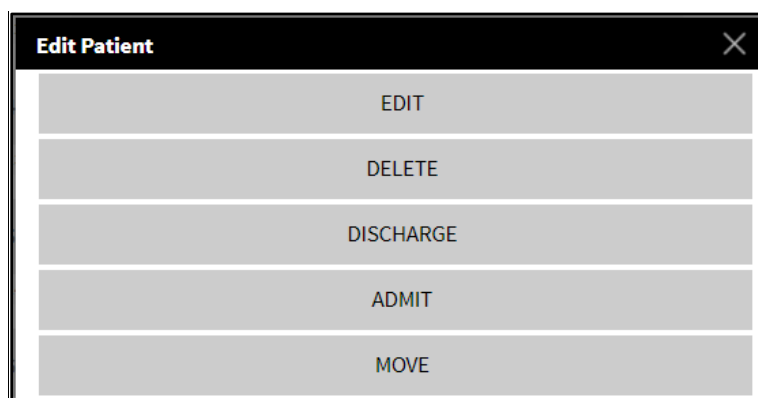 Edit Patient
EDIT
DELETE
DISCHARGE
ADMIT
MOVE